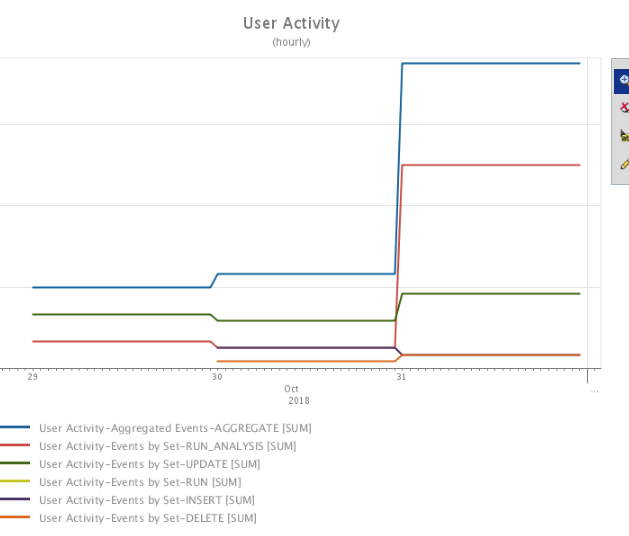 User Activity
(hourly)
29 30 31
Oct
2018
...
User Activity-Aggregated Events-AGGREGATE [SUM]
User Activity-Events by Set-RUN_ANALYSIS [SUM]
User Activity-Events by Set-UPDATE [SUM]
User Activity-Events by Set-RUN [SUM]
User Activity-Events by Set-INSERT [SUM]
User Activity-Events by Set-DELETE [SUM]